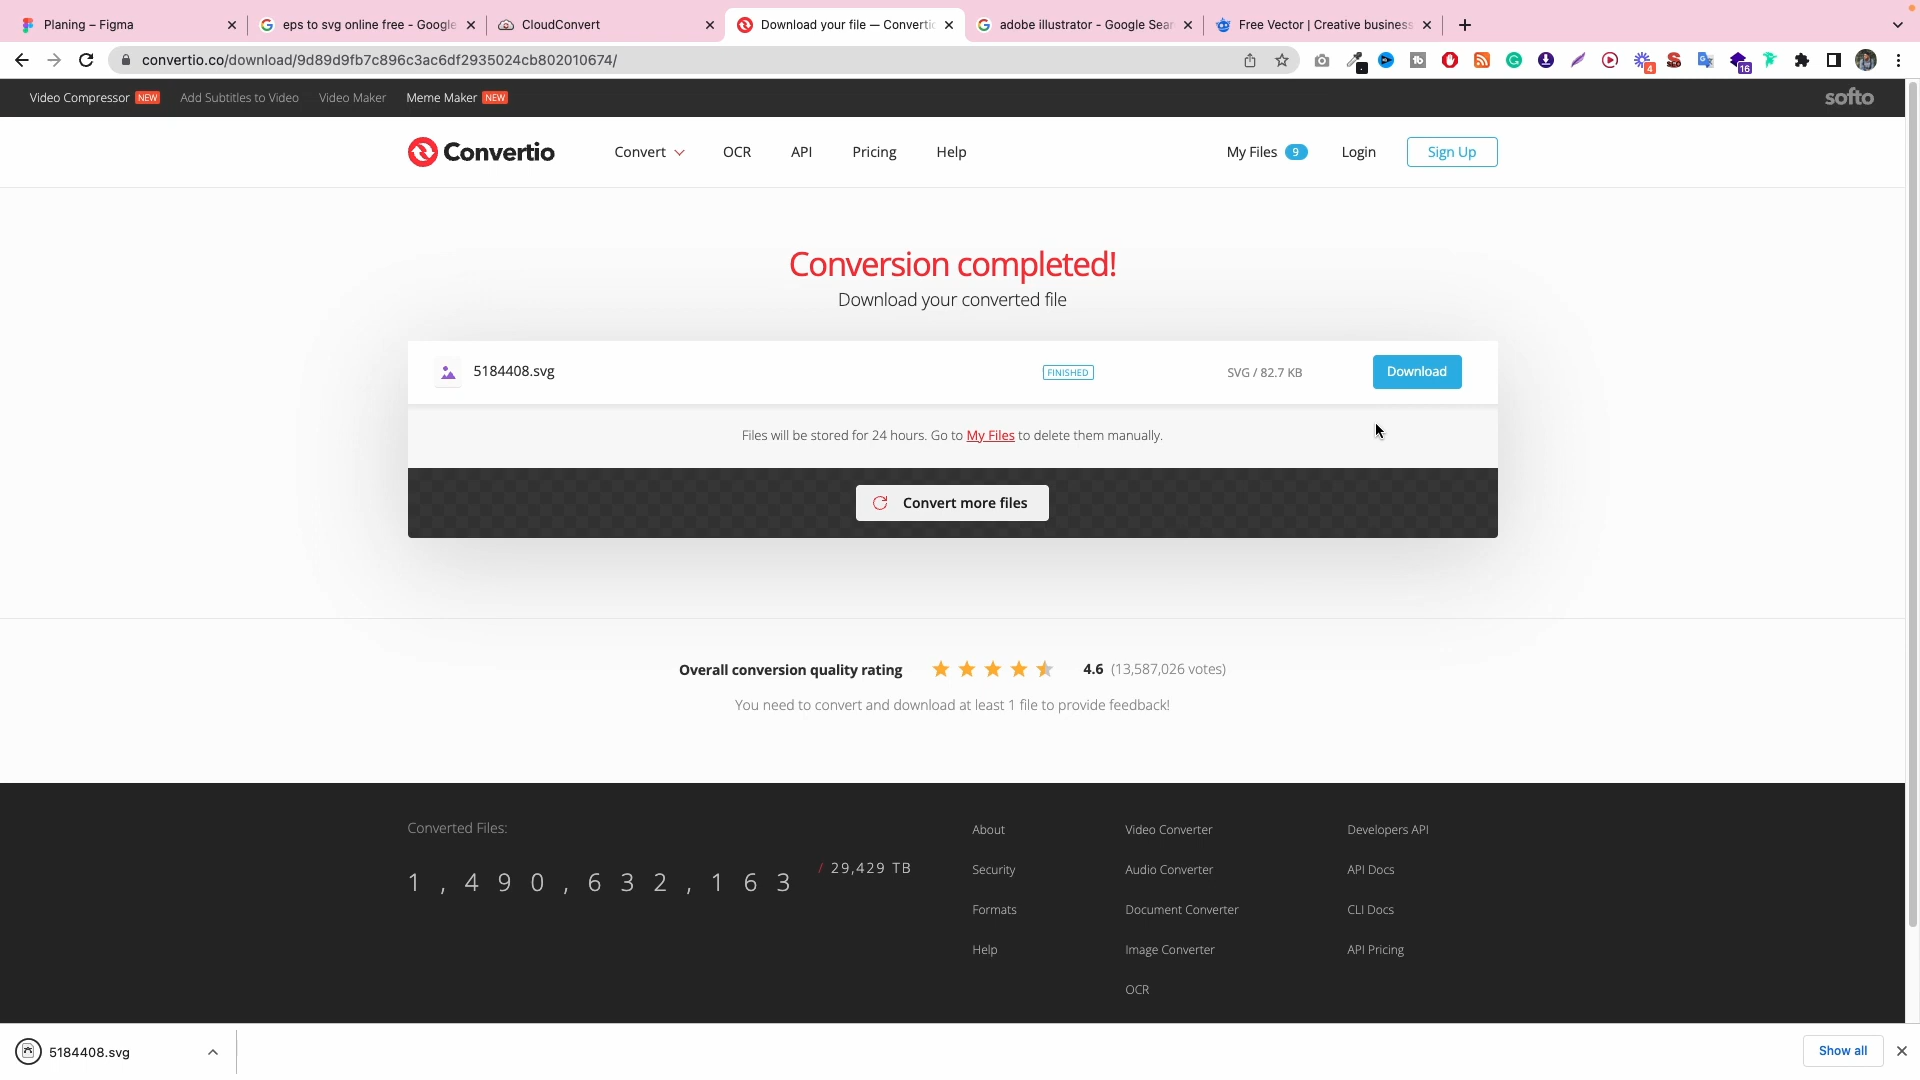 Planing – Figma
eps to svg online free - Google
CloudConvert
Download your file — Converti
adobe illustrator - Google Sear
Free Vector | Creative business
convertio.co/download/9d89d9fb7c896c3ac6df2935024cb802010674/
4
16
Video Compressor NEW
Add Subtitles to Video
Video Maker
Meme Maker NEW
softo
Convertio
Convert
OCR
API
Pricing
Help
My Files 9
Login
Sign Up
Conversion completed!
Download your converted file
5184408.svg
FINISHED
SVG / 82.7 KB
Download
Files will be stored for 24 hours. Go to My Files to delete them manually.
Convert more files
Overall conversion quality rating
4.6 (13,587,026 votes)
You need to convert and download at least 1 file to provide feedback!
Converted Files:
1,490,632,163
/ 29,429 TB
About
Security
Formats
Help
Video Converter
Audio Converter
Document Converter
Image Converter
OCR
Developers API
API Docs
CLI Docs
API Pricing
5184408.svg
Show all